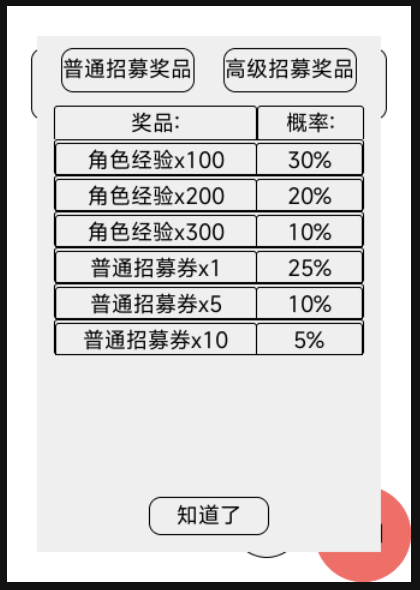 普通招募奖品 高级招募奖品
奖品: 概率:
角色经验x100 30%
角色经验x200 20%
角色经验x300 10%
普通招募券x1 25%
普通招募券x5 10%
普通招募券x10 5%
知道了